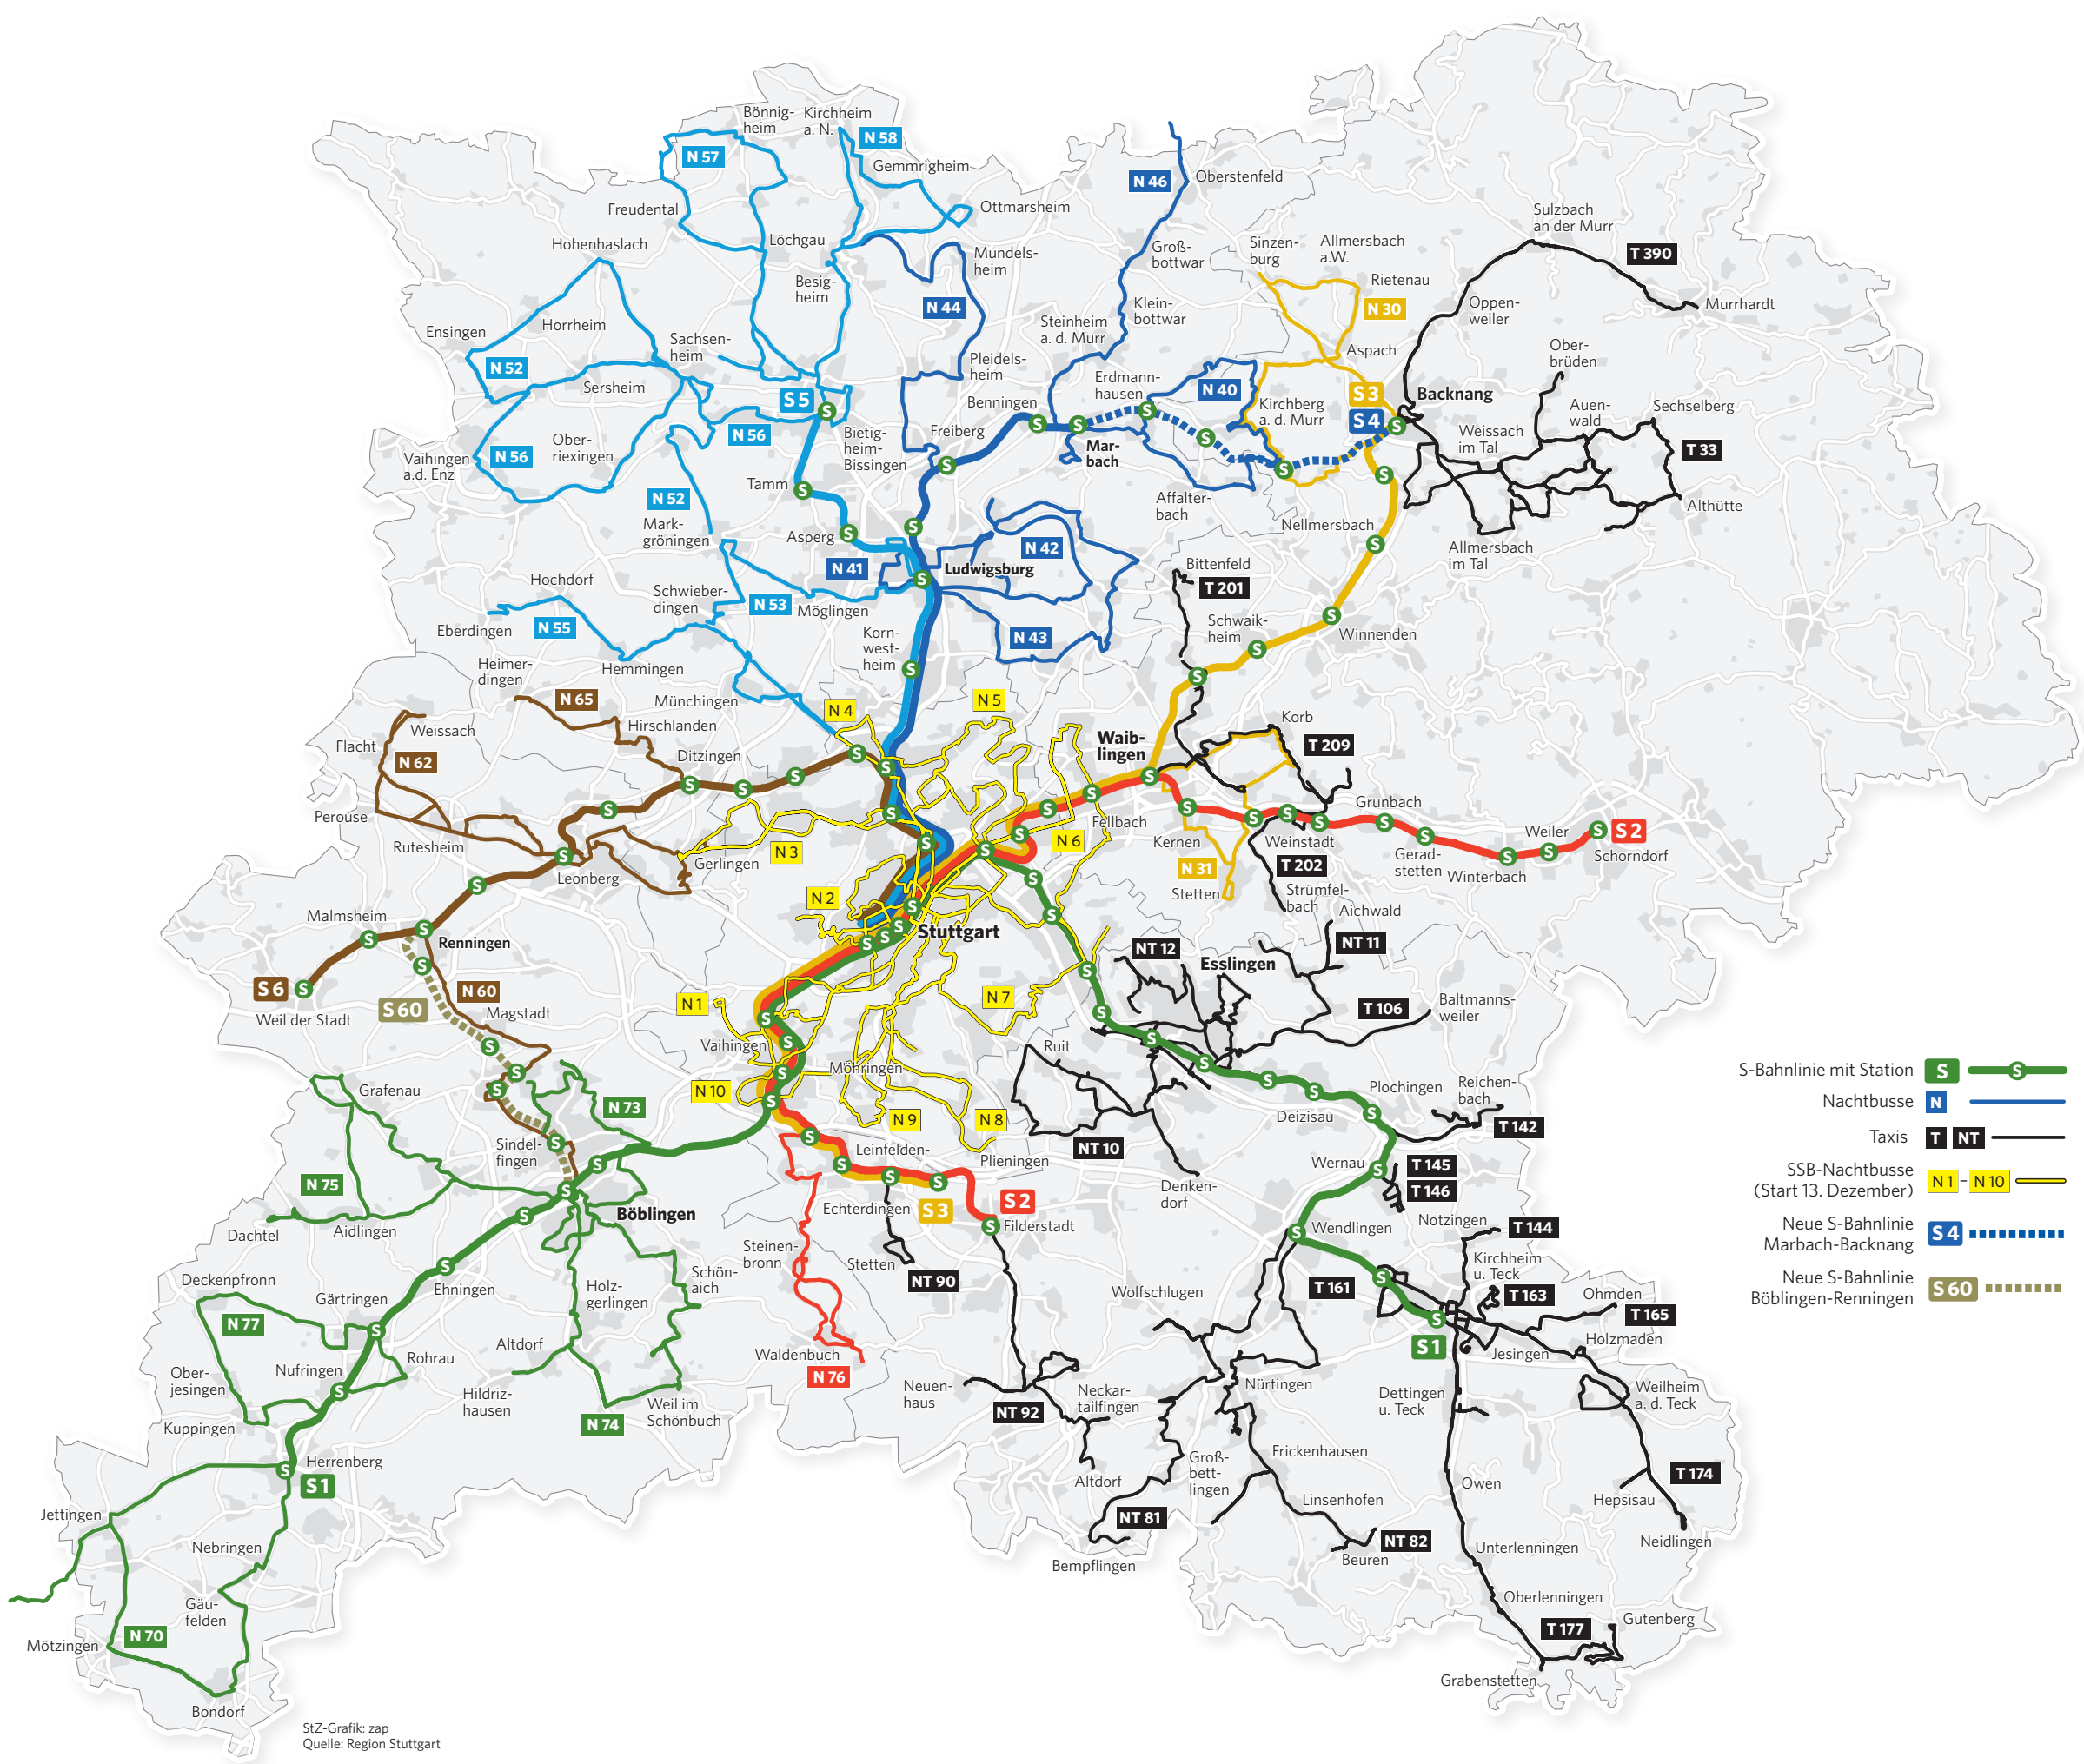 Bönnig-
heim
Kirchheim
a. N.
N 58
N 57
Gemmrigheim
Freudental
Ottmarsheim
Hohenhaslach
Löchgau
Mundels-
heim
Besig-
heim
N 44
N 46
Oberstenfeld
Groß-
bottwar
Sinzen-
burg
Allmersbach
a.W.
Rietenau
N 30
Sulzbach
an der Murr
T 390
Oppen-
weiler
Murrhardt
Ensingen
Horrheim
Sachsen-
heim
N 52
Sersheim
S 5
Klein-
bottwar
Steinheim
a. d. Murr
Pleidels-
heim
Erdmann-
hausen
Benningen
N 40
Aspach
S 3
S 4
Backnang
Kirchberg
a. d. Murr
Ober-
brüden
Auen-
wald
Sechselberg
Weissach
im Tal
T 33
Althütte
Allmersbach
im Tal
N 56
N 56
Ober-
riexingen
Vaihingen
a.d. Enz
Bietig-
heim-
Bissingen
Freiberg
Mar-
bach
Tamm
N 52
Mark-
gröningen
Asperg
Affalter-
bach
Nellmersbach
N 41
N 42
Ludwigsburg
Bittenfeld
T 201
Hochdorf
Schwieber-
dingen
N 53
Möglingen
N 55
Eberdingen
Korn-
west-
heim
N 43
Schwaik-
heim
Winnenden
Heimer-
dingen
Hemmingen
N 65
Münchingen
N 4
N 5
Weissach
Hirschlanden
Flacht
N 62
Ditzingen
Waib-
lingen
Korb
T 209
Perouse
Rutesheim
N 3
Gerlingen
Leonberg
Fellbach
N 6
Kernen
Weinstadt
Grunbach
Weiler
S 2
Schorndorf
Gerad-
stetten
Winterbach
N 31
Stetten
T 202
Strümfel-
bach
Aichwald
N 2
Stuttgart
Malmsheim
Renningen
S 6
Weil der Stadt
S 60
N 60
Magstadt
N 1
N 7
NT 12
Esslingen
NT 11
T 106
Baltmanns-
weiler
Vaihingen
Möhringen
Ruit
N 10
N 9
N 8
NT 10
Plochingen
Reichen-
bach
Deizisau
T 142
Grafenau
N 73
Sindel-
fingen
Leinfelden-
Plieningen
Wernau
T 145
T 146
Denken-
dorf
N 75
Böblingen
Echterdingen
S 3
S 2
Filderstadt
Notzingen
T 144
Wendlingen
Dachtel
Aidlingen
Steinen-
bronn
Stetten
NT 90
Kirchheim
u. Teck
Deckenpfronn
Ehningen
Holz-
gerlingen
Schön-
aich
Wolfschlugen
T 161
T 163
Ohmden
T 165
Gärtringen
N 77
Holzmaden
S 1
Jesingen
Altdorf
Rohrau
Nufringen
Ober-
jesingen
Waldenbuch
N 76
Neuen-
haus
Nürtingen
Neckar-
tailfingen
Dettingen
u. Teck
Weilheim
a. d. Teck
Hildriz-
hausen
Weil im
Schönbuch
N 74
NT 92
Kuppingen
Herrenberg
S 1
Groß-
bett-
lingen
Frickenhausen
Altdorf
Owen
T 174
Hepsisau
Linsenhofen
Jettingen
NT 81
NT 82
Beuren
Neidlingen
Unterlenningen
Nebringen
Bempflingen
Oberlenningen
Gäu-
felden
Gutenberg
T 177
N 70
Mötzingen
Grabenstetten
Bondorf
S-Bahnlinie mit Station S
Nachtbusse N
Taxis T NT
SSB-Nachtbusse
(Start 13. Dezember) N 1 – N 10
Neue S-Bahnlinie
Marbach-Backnang S 4
Neue S-Bahnlinie
Böblingen-Renningen S 60
StZ-Grafik: zap
Quelle: Region Stuttgart